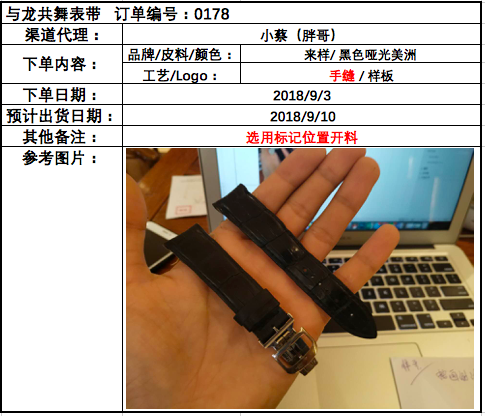 与龙共舞表带 订单编号：0178
渠道代理： 小蔡（胖哥）
下单内容： 品牌/皮料/颜色： 来样/ 黑色哑光美洲
工艺/Logo： 手缝 / 样板
下单日期： 2018/9/3
预计出货日期： 2018/9/10
其他备注： 选用标记位置开料
参考图片：